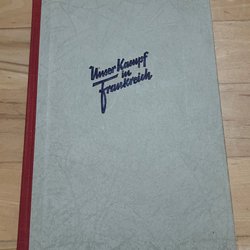 Unser Kampf
in
Frankreich